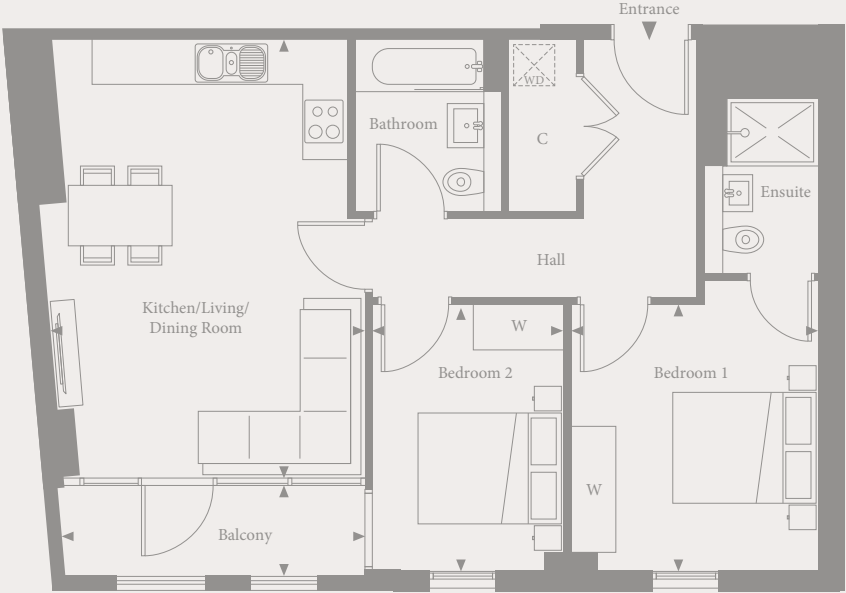 Entrance
WD
Bathroom
C
Ensuite
Hall
Kitchen/Living/
Dining Room
W
Bedroom 2
Bedroom 1
W
Balcony